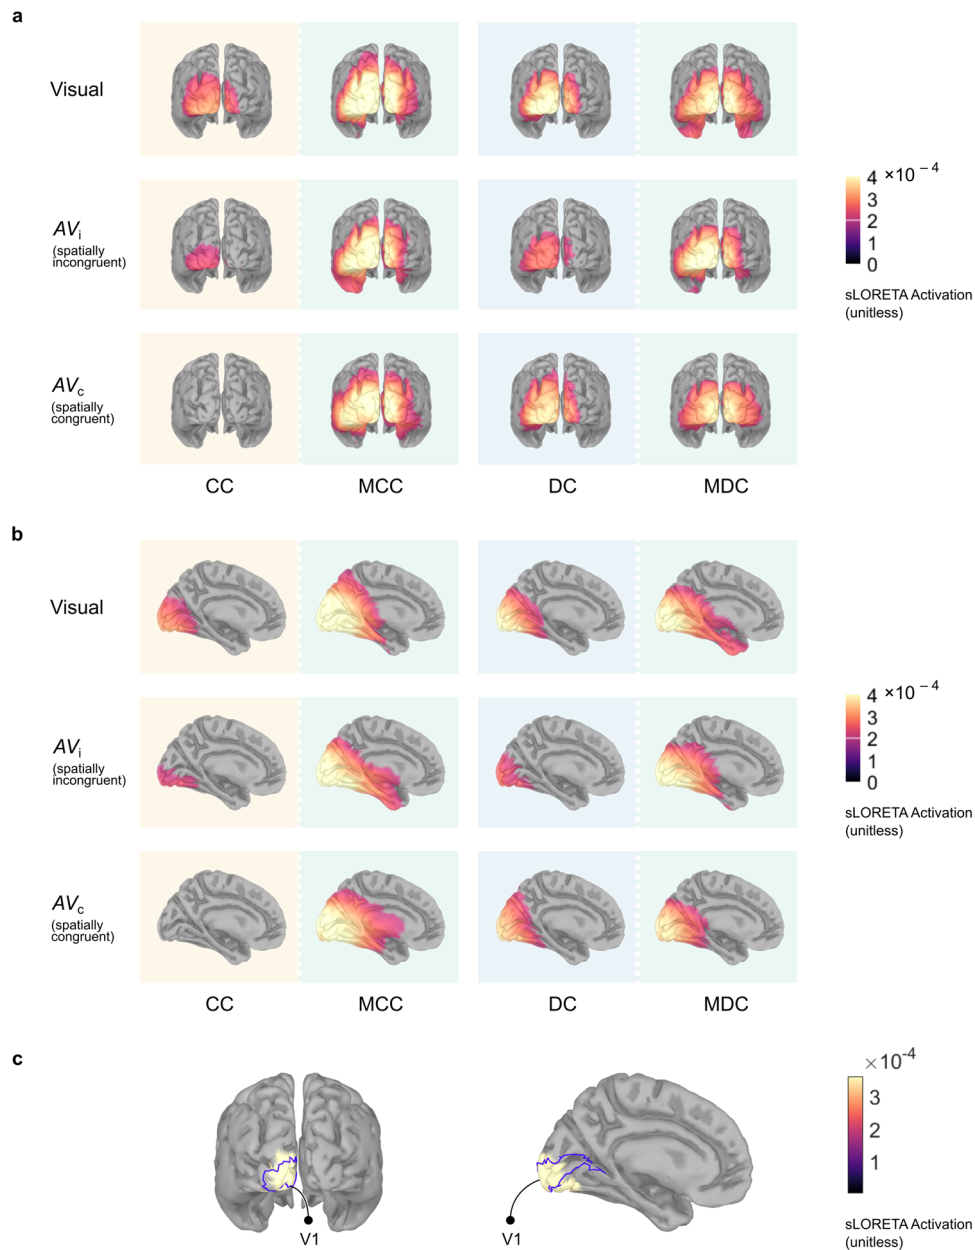 a
Visual
AVi
(spatially
incongruent)
AVc
(spatially
congruent)
4 ×10 − 4
3
2
1
0
sLORETA Activation
(unitless)
CC MCC DC MDC
b
Visual
AVi
(spatially
incongruent)
AVc
(spatially
congruent)
4 ×10 − 4
3
2
1
0
sLORETA Activation
(unitless)
CC MCC DC MDC
c
×10-4
3
2
1
V1 V1
sLORETA Activation
(unitless)